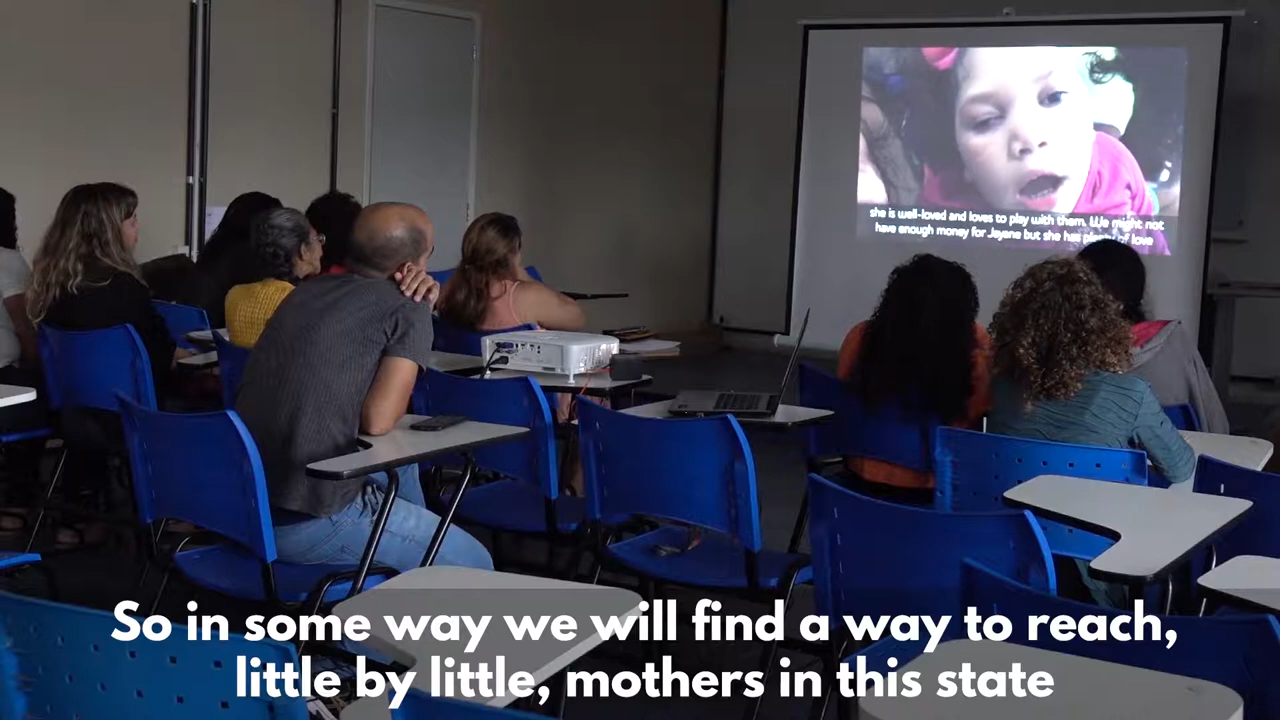 she is well-loved and loves to play with them. We might not
have enough money for Jayane but she has plenty of love
So in some way we will find a way to reach,
little by little, mothers in this state